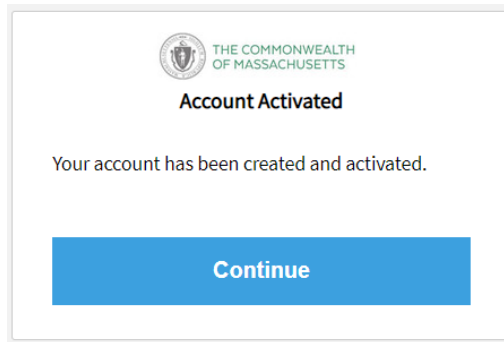 THE COMMONWEALTH
OF MASSACHUSETTS
Account Activated
Your account has been created and activated.
Continue